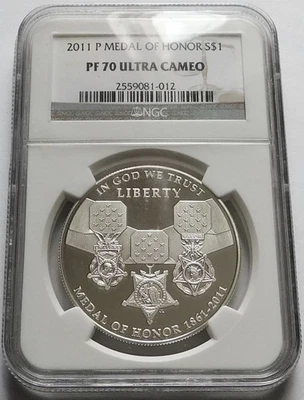 2011 P MEDAL OF HONOR S$1
PF 70 ULTRA CAMEO
2559081-012
NGC
IN GOD WE TRUST
LIBERTY
MEDAL OF HONOR 1861-2011